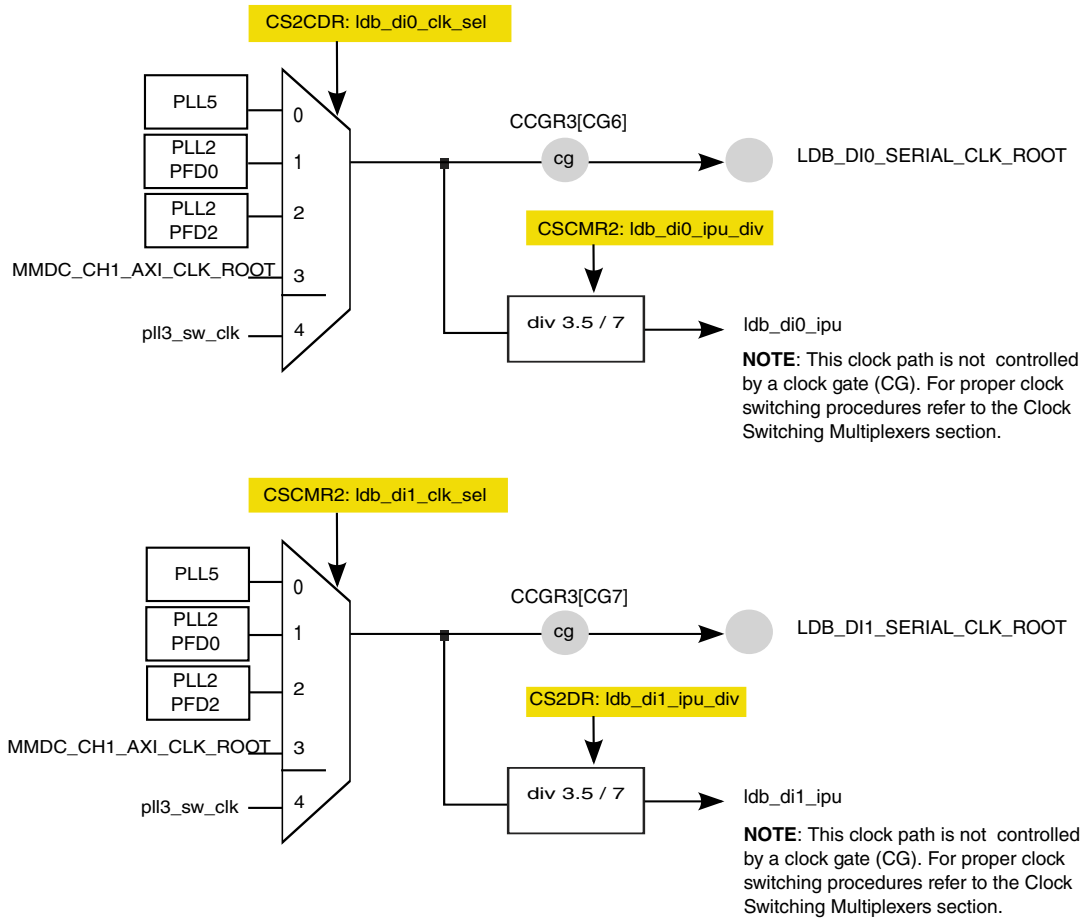 CS2CDR: ldb_di0_clk_sel
PLL5
0
PLL2
PFD0
1
PLL2
PFD2
2
MMDC_CH1_AXI_CLK_ROOT
3
pll3_sw_clk
4
CCGR3[CG6]
cg
LDB_DI0_SERIAL_CLK_ROOT
CSCMR2: ldb_di0_ipu_div
div 3.5 / 7
ldb_di0_ipu
NOTE: This clock path is not controlled
by a clock gate (CG). For proper clock
switching procedures refer to the Clock
Switching Multiplexers section.
CSCMR2: ldb_di1_clk_sel
PLL5
0
PLL2
PFD0
1
PLL2
PFD2
2
MMDC_CH1_AXI_CLK_ROOT
3
pll3_sw_clk
4
CCGR3[CG7]
cg
LDB_DI1_SERIAL_CLK_ROOT
CS2DR: ldb_di1_ipu_div
div 3.5 / 7
ldb_di1_ipu
NOTE: This clock path is not controlled
by a clock gate (CG). For proper clock
switching procedures refer to the Clock
Switching Multiplexers section.